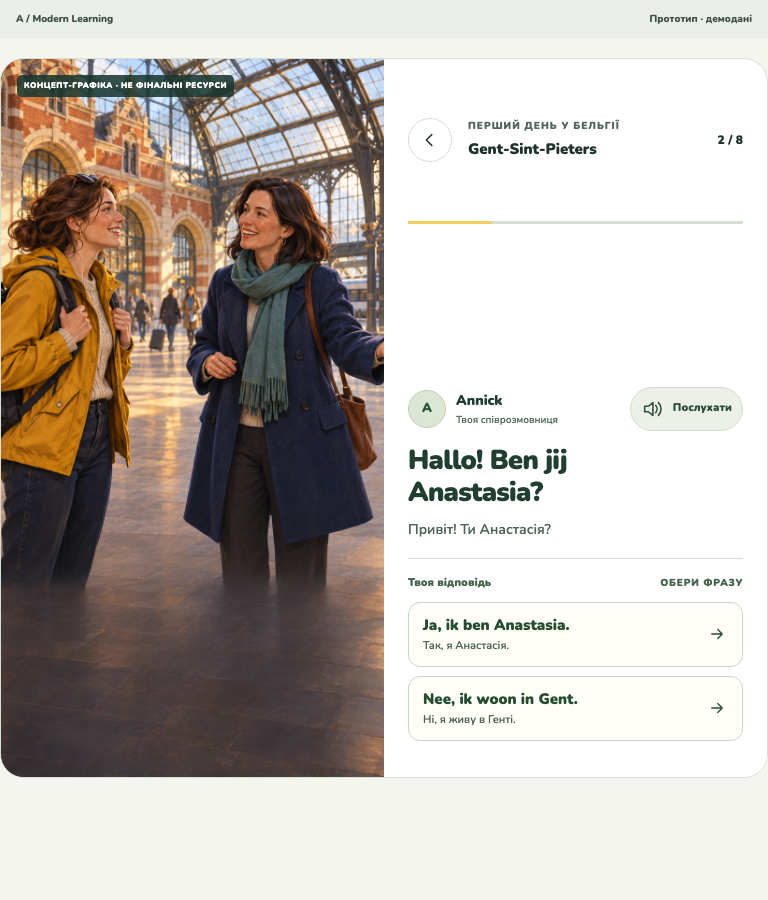 A / Modern Learning
Прототип · демодані
КОНЦЕПТ-ГРАФІКА · НЕ ФІНАЛЬНІ РЕСУРСИ
ПЕРШИЙ ДЕНЬ У БЕЛЬГІЇ
Gent-Sint-Pieters
2 / 8
A
Annick
Твоя співрозмовниця
Послухати
Hallo! Ben jij
Anastasia?
Привіт! Ти Анастасія?
Твоя відповідь
ОБЕРИ ФРАЗУ
Ja, ik ben Anastasia.
Так, я Анастасія.
Nee, ik woon in Gent.
Ні, я живу в Генті.